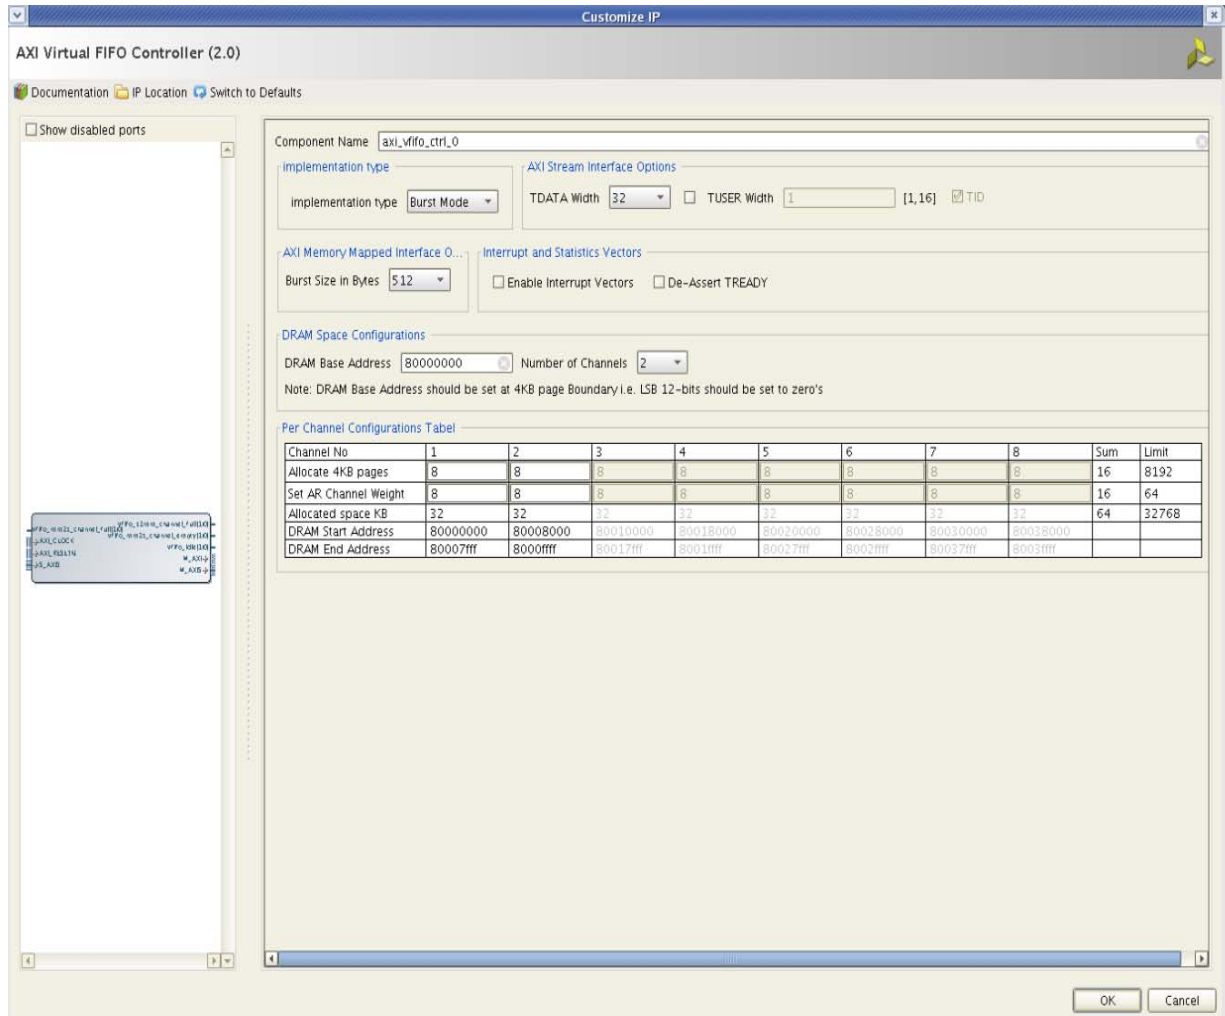 Customize IP
AXI Virtual FIFO Controller (2.0)
Documentation IP Location Switch to Defaults
Show disabled ports
Component Name axi_vfifo_ctrl_0
implementation type
implementation type Burst Mode
AXI Stream Interface Options
TDATA Width 32 TUSER Width 1 [1,16] TID
AXI Memory Mapped Interface O...
Burst Size in Bytes 512
Interrupt and Statistics Vectors
Enable Interrupt Vectors De-Assert TREADY
DRAM Space Configurations
DRAM Base Address 80000000 Number of Channels 2
Note: DRAM Base Address should be set at 4KB page Boundary i.e. LSB 12-bits should be set to zero's
Per Channel Configurations Tabel
Channel No 1 2 3 4 5 6 7 8 Sum Limit
Allocate 4KB pages 8 8 8 8 8 8 8 8 16 8192
Set AR Channel Weight 8 8 8 8 8 8 8 8 16 64
Allocated space KB 32 32 32 32 32 32 32 32 64 32768
DRAM Start Address 80000000 80008000 80010000 80018000 80020000 80028000 80030000 80038000
DRAM End Address 80007fff 8000ffff 80017fff 8001ffff 80027fff 8002ffff 80037fff 8003ffff
S_AXIS
M_AXI
M_AXIS
OK Cancel